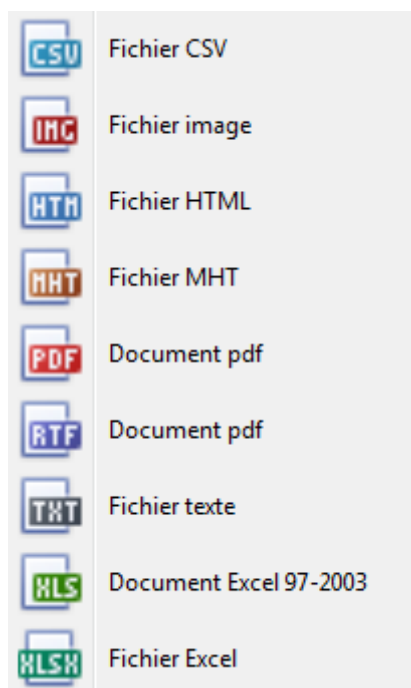 CSV Fichier CSV
IMG Fichier image
HTM Fichier HTML
MHT Fichier MHT
PDF Document pdf
RTF Document pdf
TXT Fichier texte
XLS Document Excel 97-2003
XLSX Fichier Excel